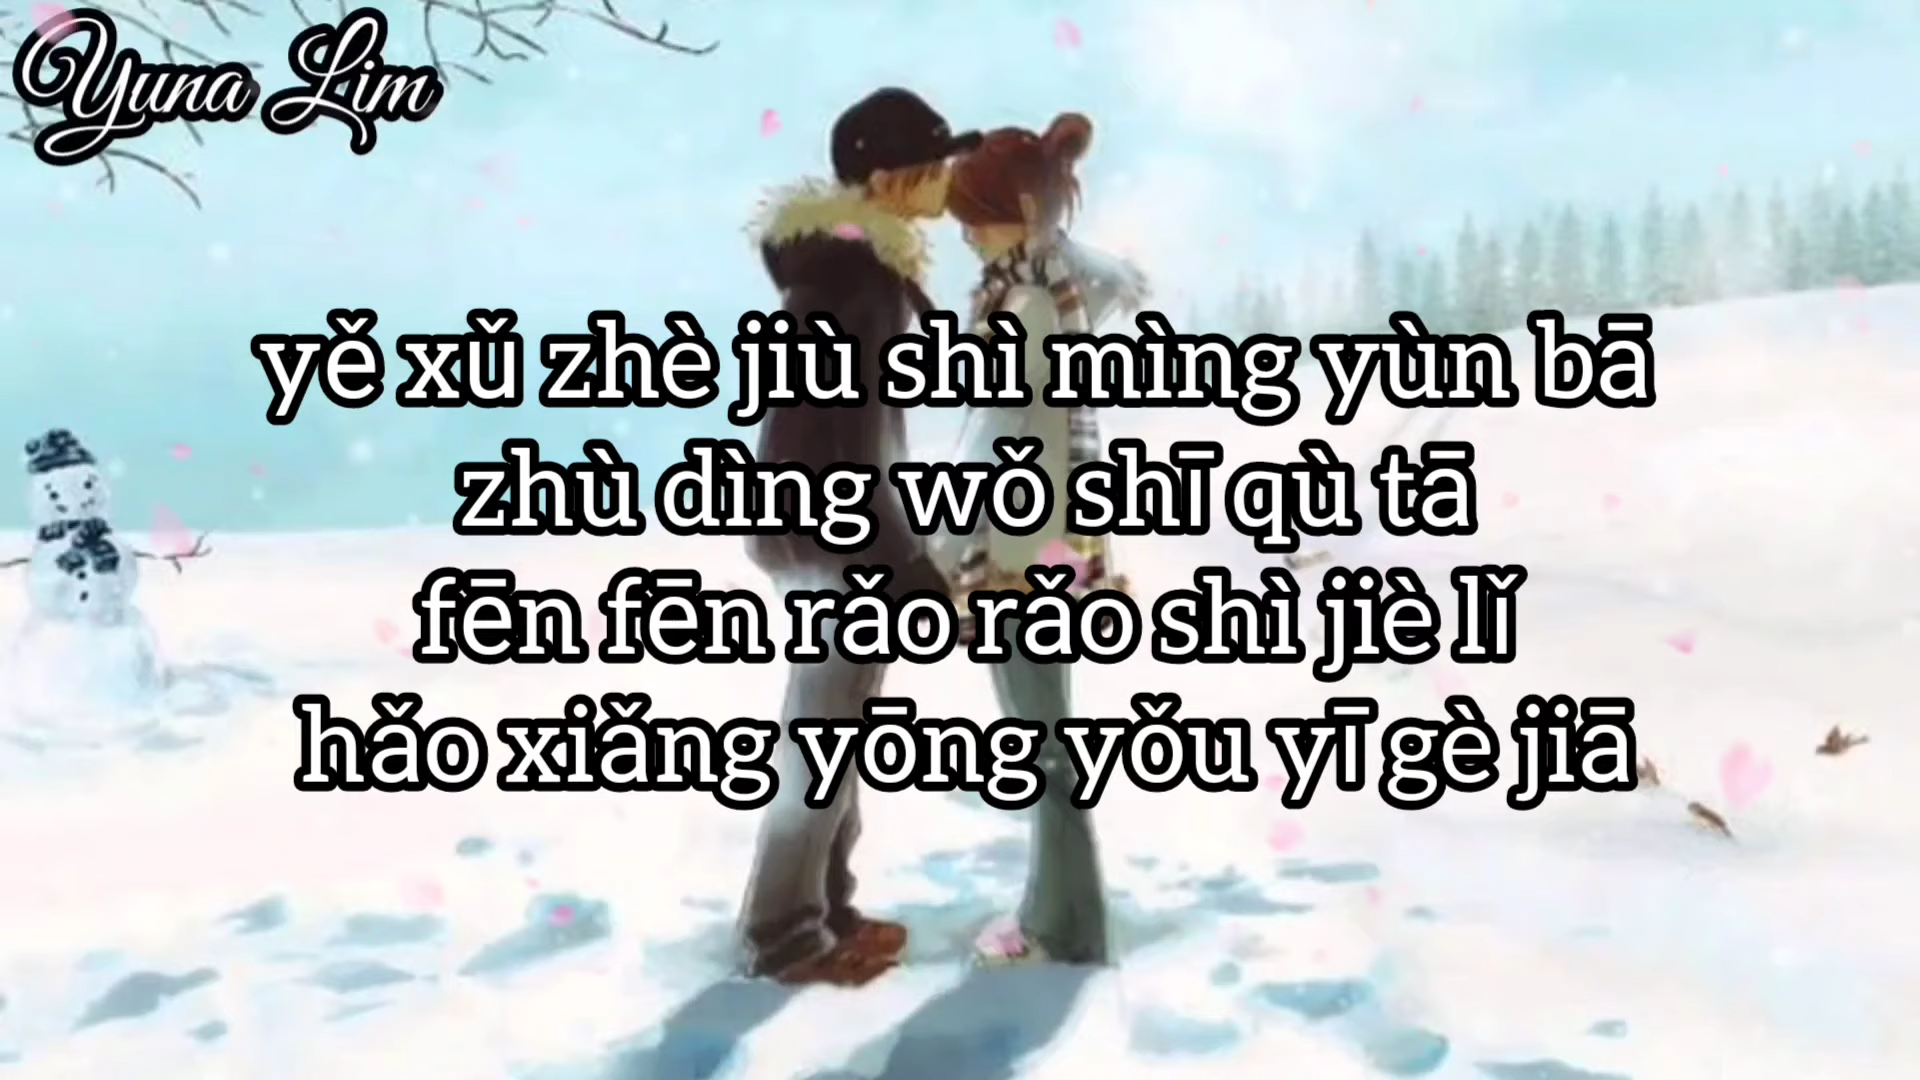 Yuna Lim
yě xǔ zhè jiù shì mìng yùn bā
zhù dìng wǒ shī qù tā
fēn fēn rǎo rǎo shì jiè lǐ
hǎo xiǎng yōng yǒu yī gè jiā